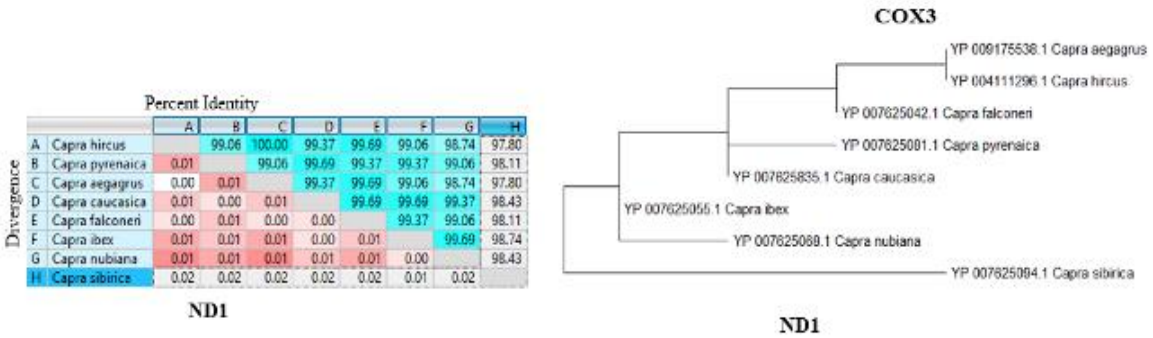 COX3
Percent Identity
Divergence
A B C D E F G H
A Capra hircus 99.06 100.00 99.37 99.69 99.06 98.74 97.80
B Capra pyrenaica 0.01 99.06 99.69 99.37 99.37 99.06 98.11
C Capra aegagrus 0.00 0.01 99.37 99.69 99.06 98.74 97.80
D Capra caucasica 0.01 0.00 0.01 99.69 99.69 99.37 98.43
E Capra falconeri 0.00 0.01 0.00 0.00 99.37 99.06 98.11
F Capra ibex 0.01 0.01 0.01 0.00 0.01 99.69 98.74
G Capra nubiana 0.01 0.01 0.01 0.01 0.01 0.00 98.43
H Capra sibirica 0.02 0.02 0.02 0.02 0.02 0.01 0.02
ND1
YP 009175538.1 Capra aegagrus
YP 004111296.1 Capra hircus
YP 007625042.1 Capra falconeri
YP 007625081.1 Capra pyrenaica
YP 007625835.1 Capra caucasica
YP 007625055.1 Capra ibex
YP 007625068.1 Capra nubiana
YP 007625094.1 Capra sibirica
ND1